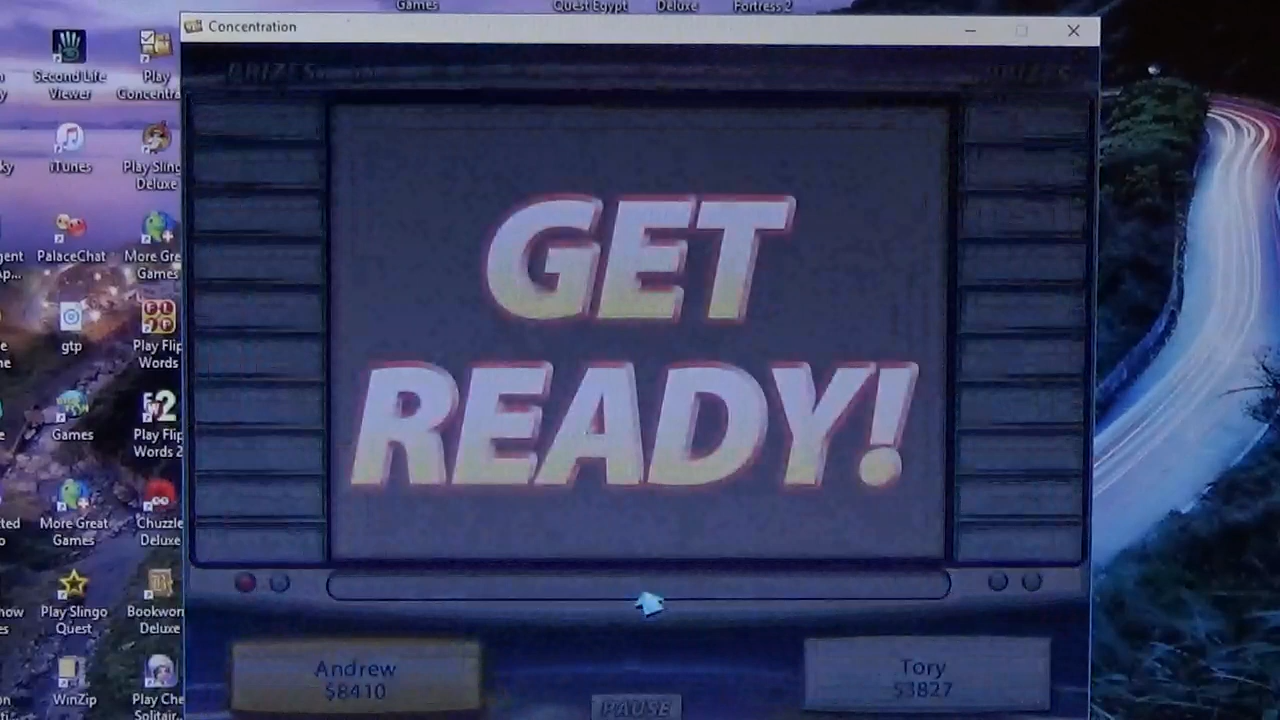 Games
Quest Egypt
Deluxe
Fortress 2
Concentration
Second Life
Viewer
Play
Concentra
PRIZES
PRIZES
iTunes
Play Sling
Deluxe
PalaceChat
More Gre
Games
gtp
Play Flip
Words
Games
Play Flip
Words 2
More Great
Games
Chuzzle
Deluxe
Play Slingo
Quest
Bookwor
Deluxe
WinZip
Play Che
Solitair...
GET
READY!
Andrew
$8410
Tory
$3827
PAUSE